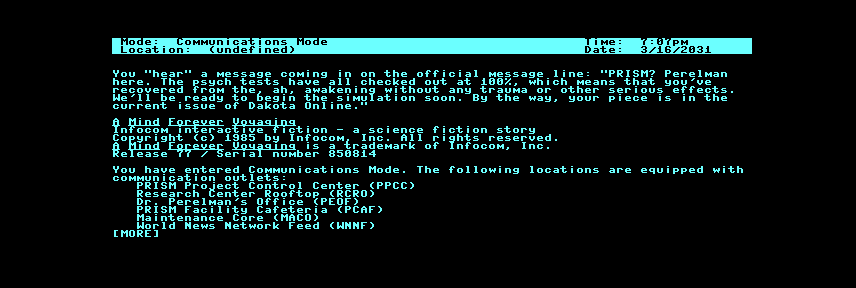 Mode:  Communications Mode                                Time:  7:07pm
Location:  (undefined)                                    Date:  3/16/2031
You "hear" a message coming in on the official message line: "PRISM? Perelman
here. The psych tests have all checked out at 100%, which means that you've
recovered from the, ah, awakening without any trauma or other serious effects.
We'll be ready to begin the simulation soon. By the way, your piece is in the
current issue of Dakota Online."
A Mind Forever Voyaging
Infocom interactive fiction - a science fiction story
Copyright (c) 1985 by Infocom, Inc. All rights reserved.
A Mind Forever Voyaging is a trademark of Infocom, Inc.
Release 77 / Serial number 850814
You have entered Communications Mode. The following locations are equipped with
communication outlets:
PRISM Project Control Center (PPCC)
Research Center Rooftop (RCRO)
Dr. Perelman's Office (PEOF)
PRISM Facility Cafeteria (PCAF)
Maintenance Core (MACO)
World News Network Feed (WNNF)
[MORE]